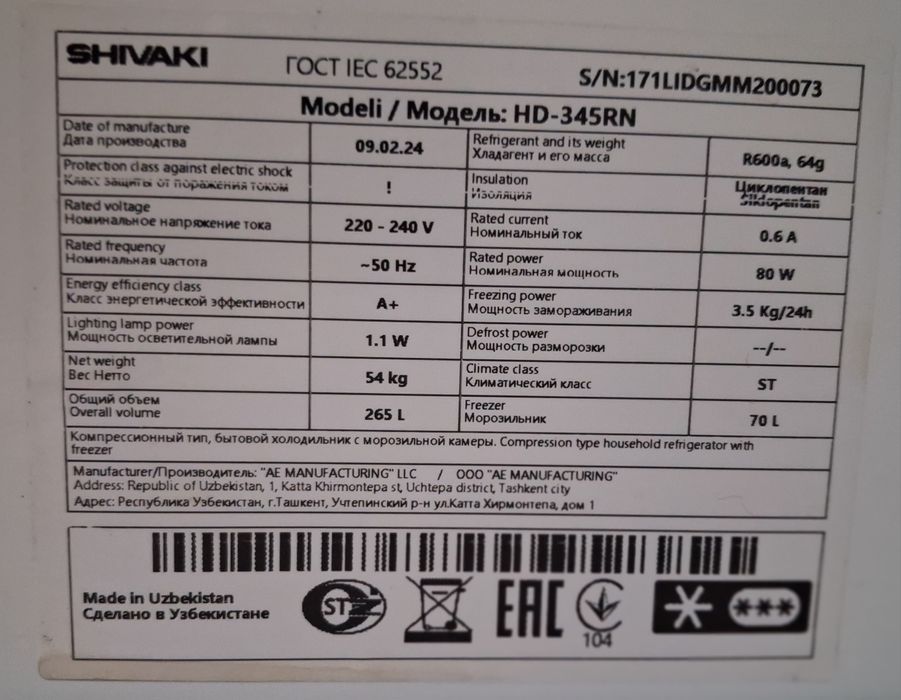 SHIVAKI ГОСТ IEC 62552 S/N:171LIDGMM200073
Modeli / Модель: HD-345RN
Date of manufacture
Дата производства
09.02.24
Refrigerant and its weight
Хладагент и его масса
R600a, 64g
Protection class against electric shock
Класс защиты от поражения током
!
Insulation
Изоляция
Циклопентан
Siklopentan
Rated voltage
Номинальное напряжение тока
220 - 240 V
Rated current
Номинальный ток
0.6 A
Rated frequency
Номинальная частота
~50 Hz
Rated power
Номинальная мощность
80 W
Energy efficiency class
Класс энергетической эффективности
A+
Freezing power
Мощность замораживания
3.5 Kg/24h
Lighting lamp power
Мощность осветительной лампы
1.1 W
Defrost power
Мощность разморозки
--/--
Net weight
Вес Нетто
54 kg
Climate class
Климатический класс
ST
Общий объем
Overall volume
265 L
Freezer
Морозильник
70 L
Компрессионный тип, бытовой холодильник с морозильной камеры. Compression type household refrigerator with
freezer
Manufacturer/Производитель: "AE MANUFACTURING" LLC / ООО "AE MANUFACTURING"
Address: Republic of Uzbekistan, 1, Katta Khirmontepa st, Uchtepa district, Tashkent city
Адрес: Республика Узбекистан, г.Ташкент, Учтепинский р-н ул.Катта Хирмонтепа, дом 1
Made in Uzbekistan
Сделано в Узбекистане
ST
EAC
104